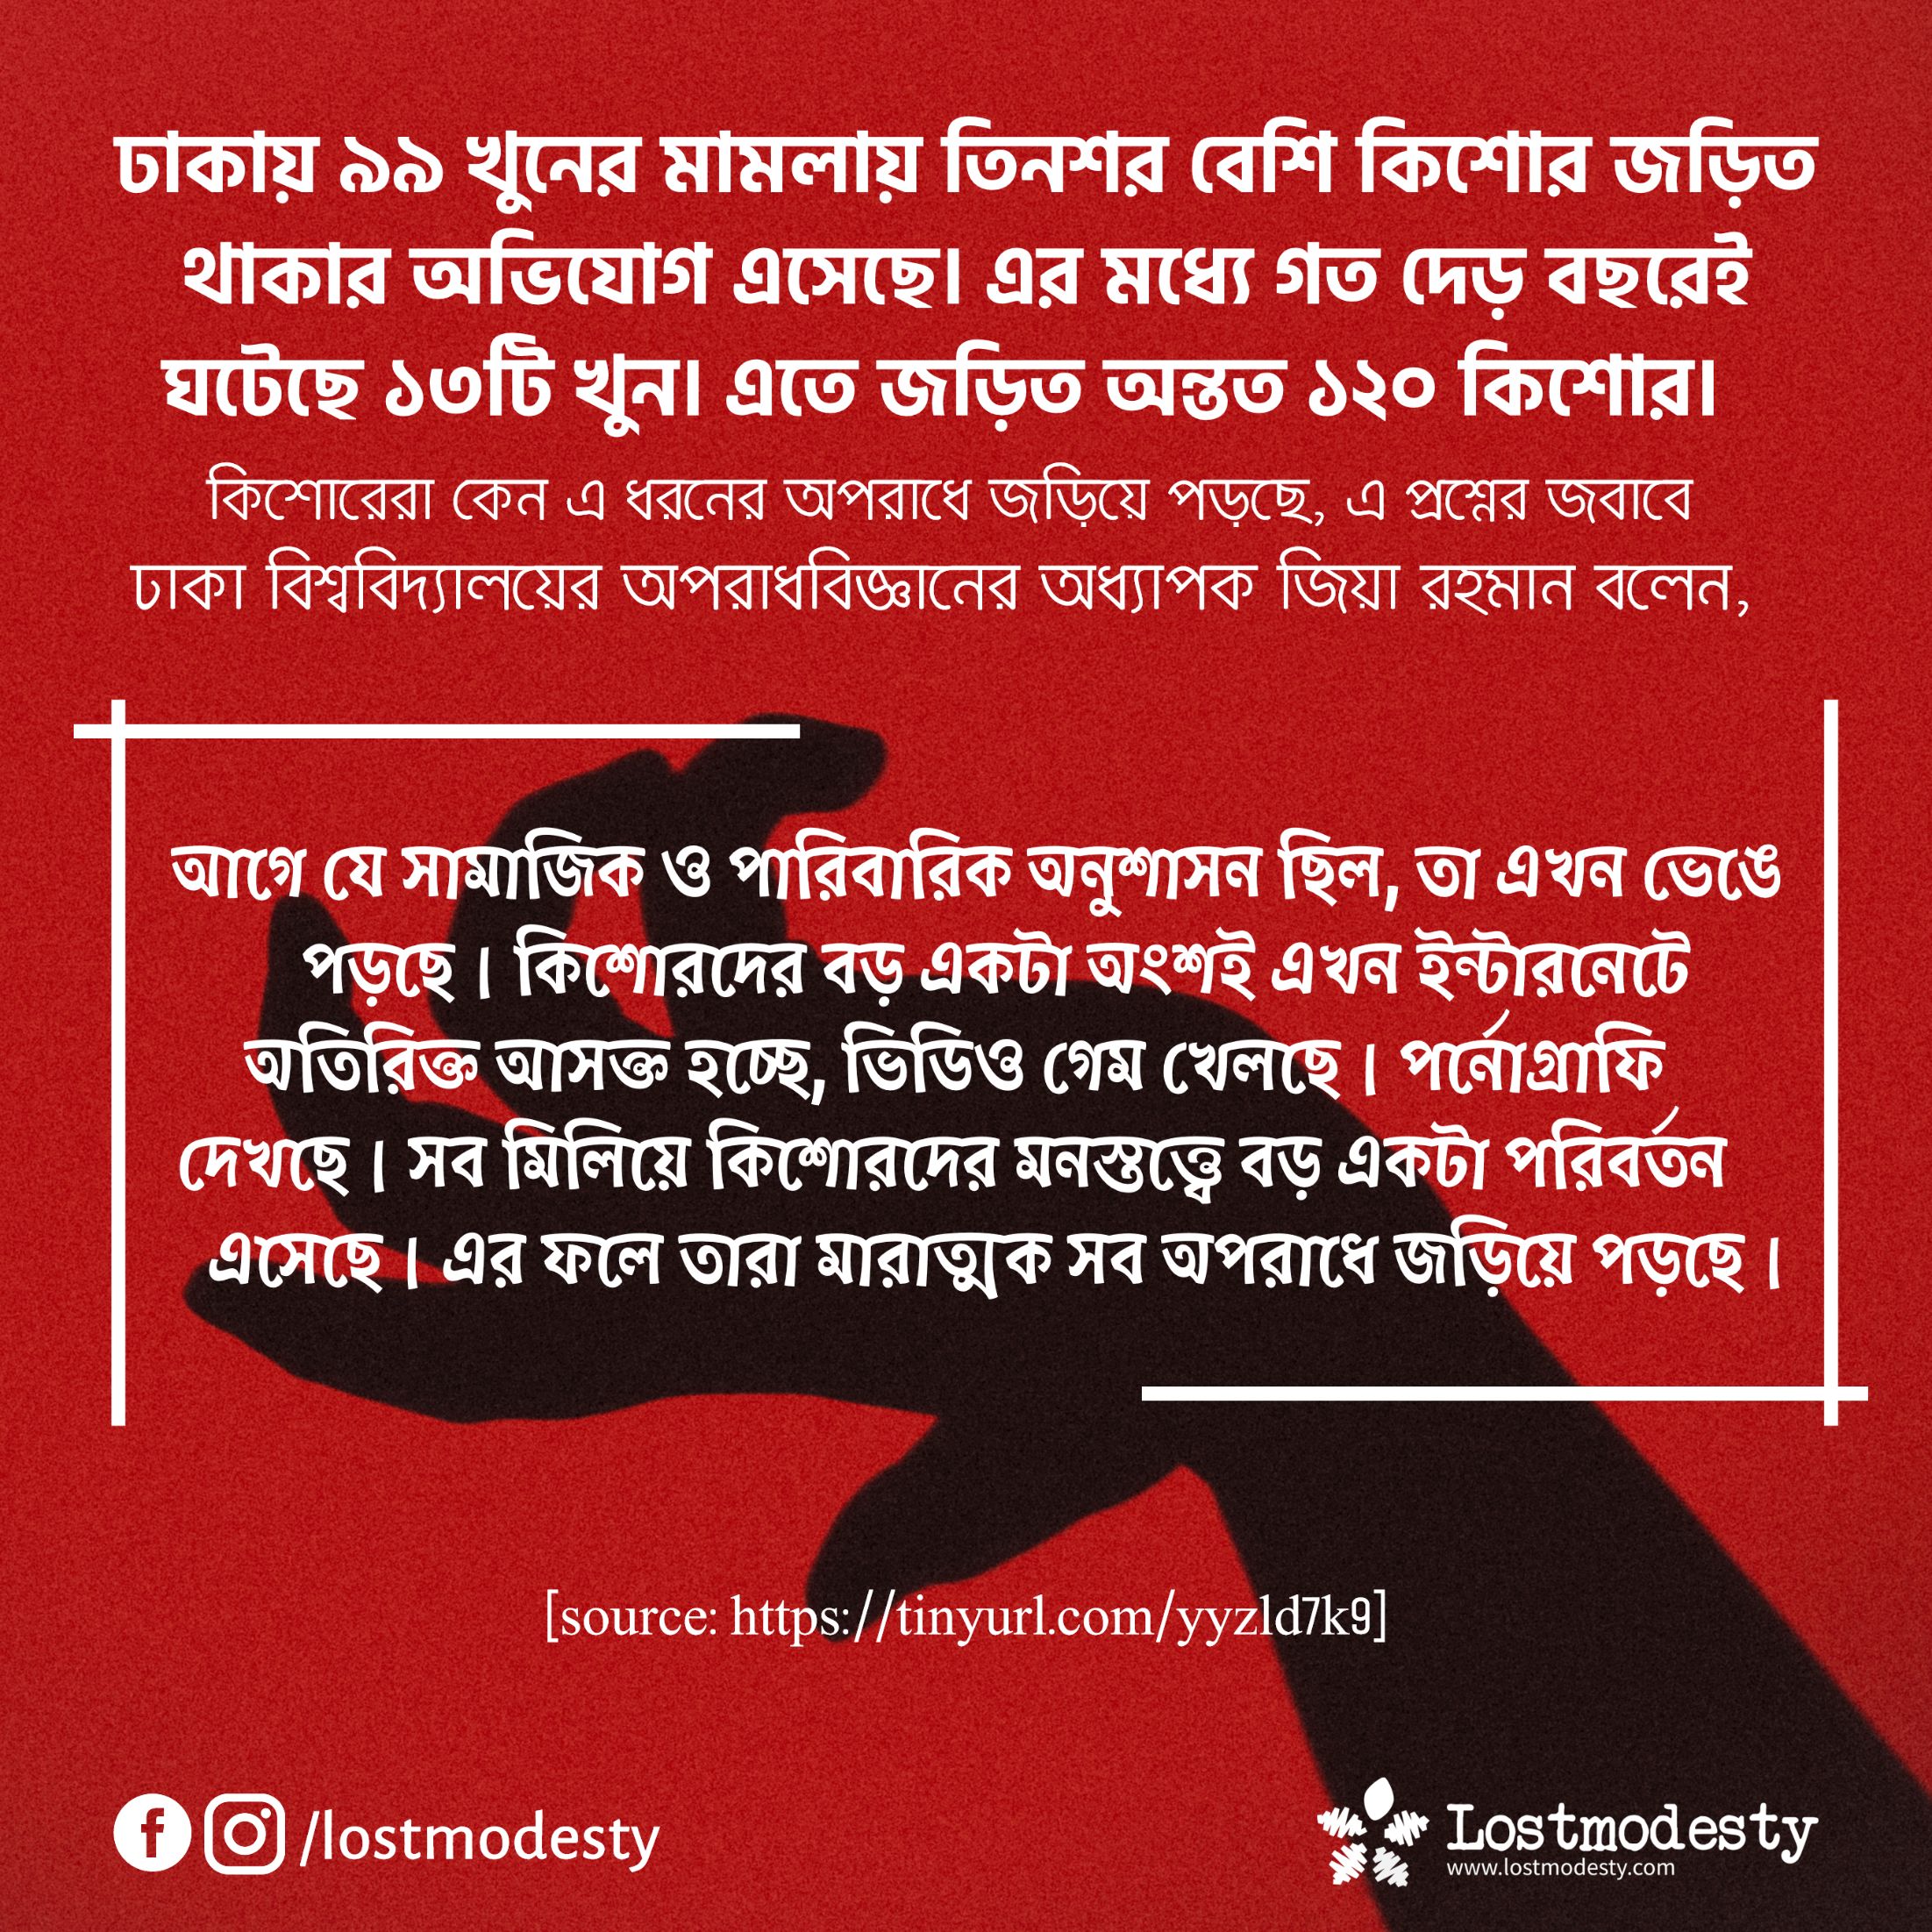 ঢাকায় ৯৯ খুনের মামলায় তিনশর বেশি কিশোর জড়িত
থাকার অভিযোগ এসেছে। এর মধ্যে গত দেড় বছরেই
ঘটেছে ১৩টি খুন। এতে জড়িত অন্তত ১২০ কিশোর।
কিশোরেরা কেন এ ধরনের অপরাধে জড়িয়ে পড়ছে, এ প্রশ্নের জবাবে
ঢাকা বিশ্ববিদ্যালয়ের অপরাধবিজ্ঞানের অধ্যাপক জিয়া রহমান বলেন,
আগে যে সামাজিক ও পারিবারিক অনুশাসন ছিল, তা এখন ভেঙে
পড়ছে। কিশোরদের বড় একটা অংশই এখন ইন্টারনেটে
অতিরিক্ত আসক্ত হচ্ছে, ভিডিও গেম খেলছে। পর্নোগ্রাফি
দেখছে। সব মিলিয়ে কিশোরদের মনস্তত্ত্বে বড় একটা পরিবর্তন
এসেছে। এর ফলে তারা মারাত্মক সব অপরাধে জড়িয়ে পড়ছে।
[source: https://tinyurl.com/yyzld7k9]
/lostmodesty
Lostmodesty
www.lostmodesty.com